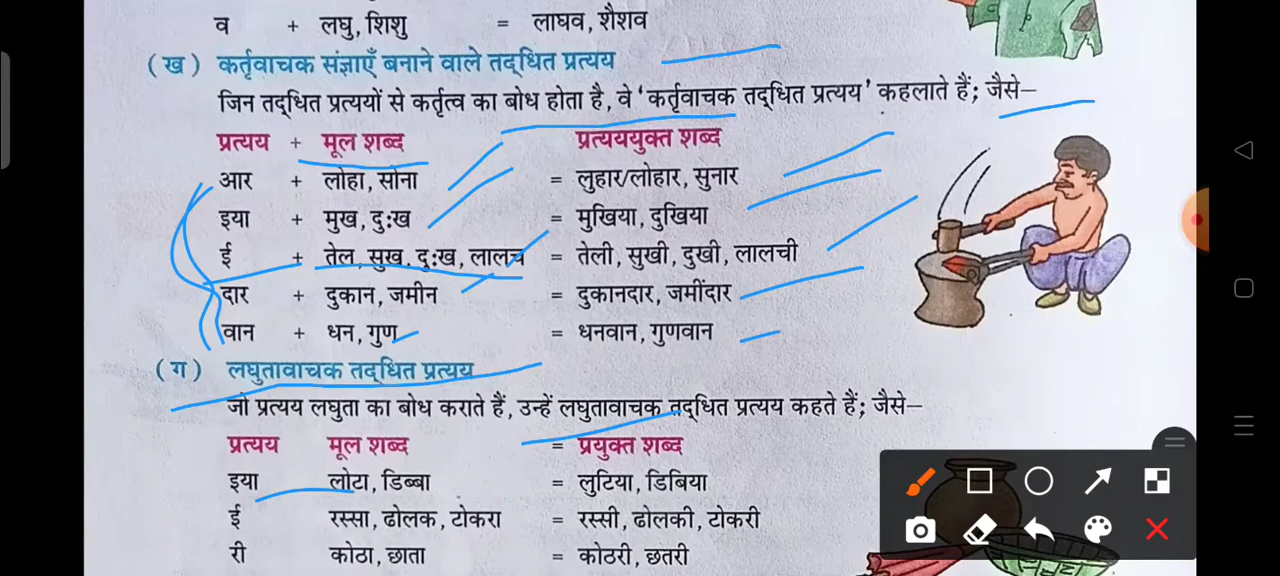 व + लघु, शिशु = लाघव, शैशव
(ख) कर्तृवाचक संज्ञाएँ बनाने वाले तद्धित प्रत्यय
जिन तद्धित प्रत्ययों से कर्तृत्व का बोध होता है, वे 'कर्तृवाचक तद्धित प्रत्यय' कहलाते हैं; जैसे–
प्रत्यय + मूल शब्द प्रत्यययुक्त शब्द
आर + लोहा, सोना = लुहार/लोहार, सुनार
इया + मुख, दुःख = मुखिया, दुखिया
ई + तेल, सुख, दुःख, लालच = तेली, सुखी, दुखी, लालची
दार + दुकान, जमीन = दुकानदार, जमींदार
वान + धन, गुण = धनवान, गुणवान
(ग) लघुतावाचक तद्धित प्रत्यय
जो प्रत्यय लघुता का बोध कराते हैं, उन्हें लघुतावाचक तद्धित प्रत्यय कहते हैं; जैसे–
प्रत्यय मूल शब्द = प्रयुक्त शब्द
इया लोटा, डिब्बा = लुटिया, डिबिया
ई रस्सा, ढोलक, टोकरा = रस्सी, ढोलकी, टोकरी
री कोठा, छाता = कोठरी, छतरी